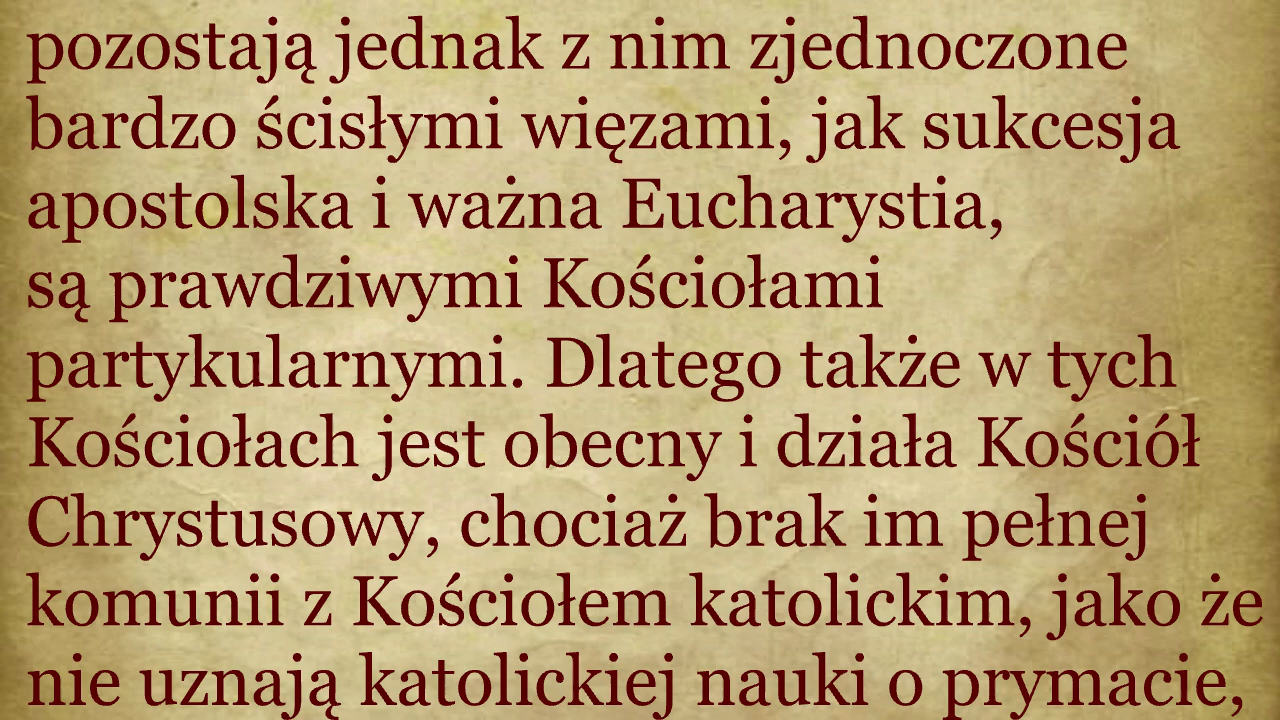 pozostają jednak z nim zjednoczone
bardzo ścisłymi więzami, jak sukcesja
apostolska i ważna Eucharystia,
są prawdziwymi Kościołami
partykularnymi. Dlatego także w tych
Kościołach jest obecny i działa Kościół
Chrystusowy, chociaż brak im pełnej
komunii z Kościołem katolickim, jako że
nie uznają katolickiej nauki o prymacie,